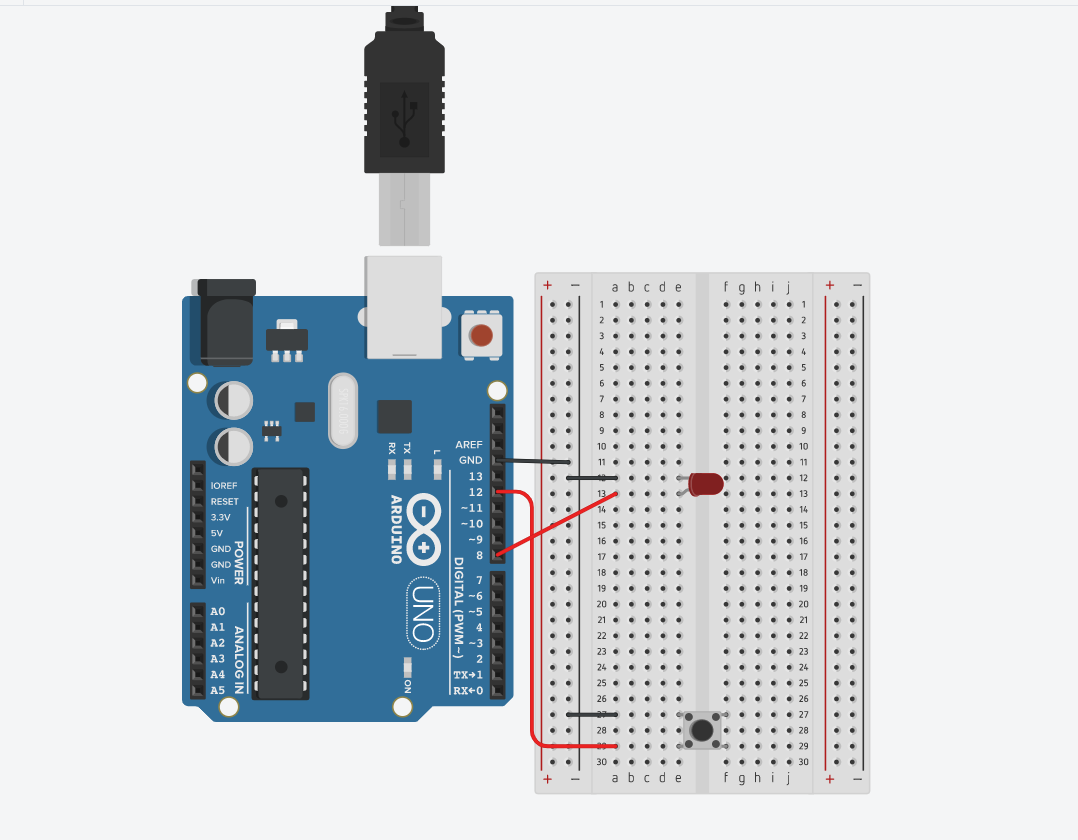 + − a b c d e f g h i j + −
1 1
2 2
3 3
4 4
5 5
6 6
7 7
8 8
9 9
10 10
11 11
12
13 13
14 14
15 15
16 16
17 17
18 18
19 19
20 20
21 21
22 22
23 23
24 24
25 25
26 26
27 27
28 28
29 29
30 30
+ − a b c d e f g h i j + −
RX TX L
AREF
GND
13
12
~11
~10
~9
8
7
~6
~5
4
~3
2
TX→1
RX←0
DIGITAL (PWM~)
ARDUINO
UNO
ON
IOREF
RESET
3.3V
5V
GND
GND
Vin
POWER
A0
A1
A2
A3
A4
A5
ANALOG IN